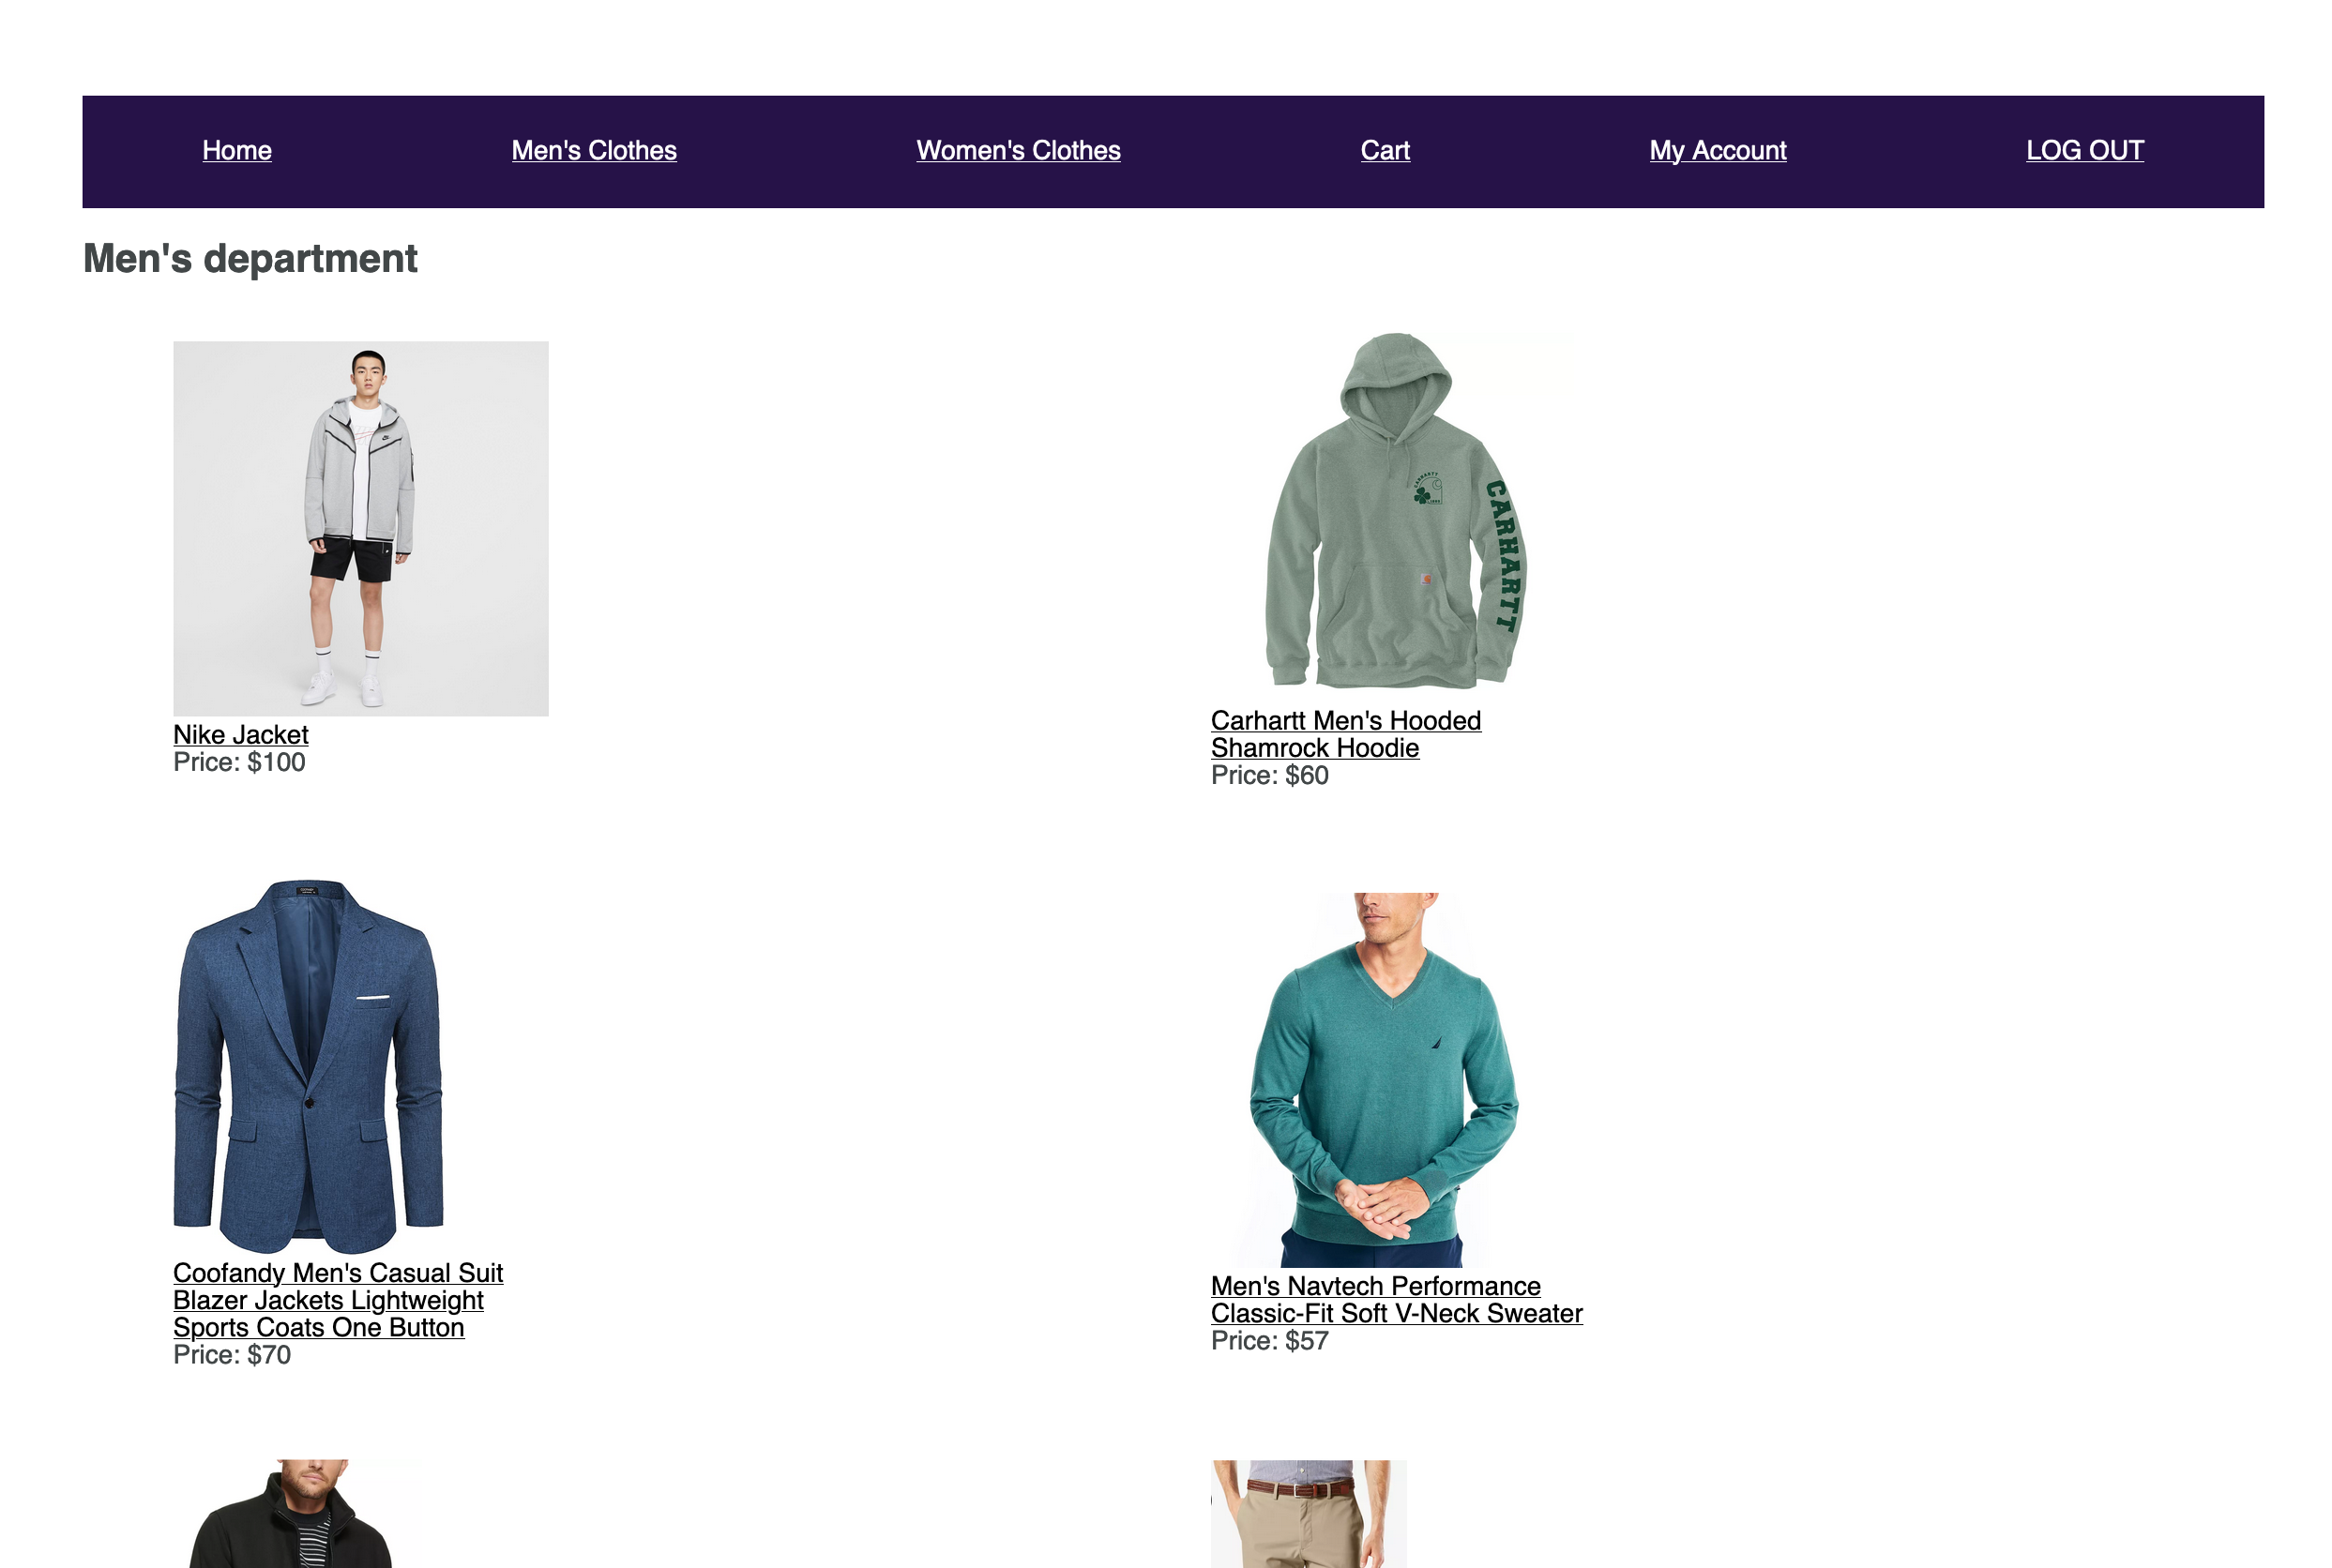 Home Men's Clothes Women's Clothes Cart My Account LOG OUT
Men's department
CARHARTT
CARHARTT
Nike Jacket
Price: $100
Carhartt Men's Hooded
Shamrock Hoodie
Price: $60
Coofandy Men's Casual Suit
Blazer Jackets Lightweight
Sports Coats One Button
Price: $70
Men's Navtech Performance
Classic-Fit Soft V-Neck Sweater
Price: $57